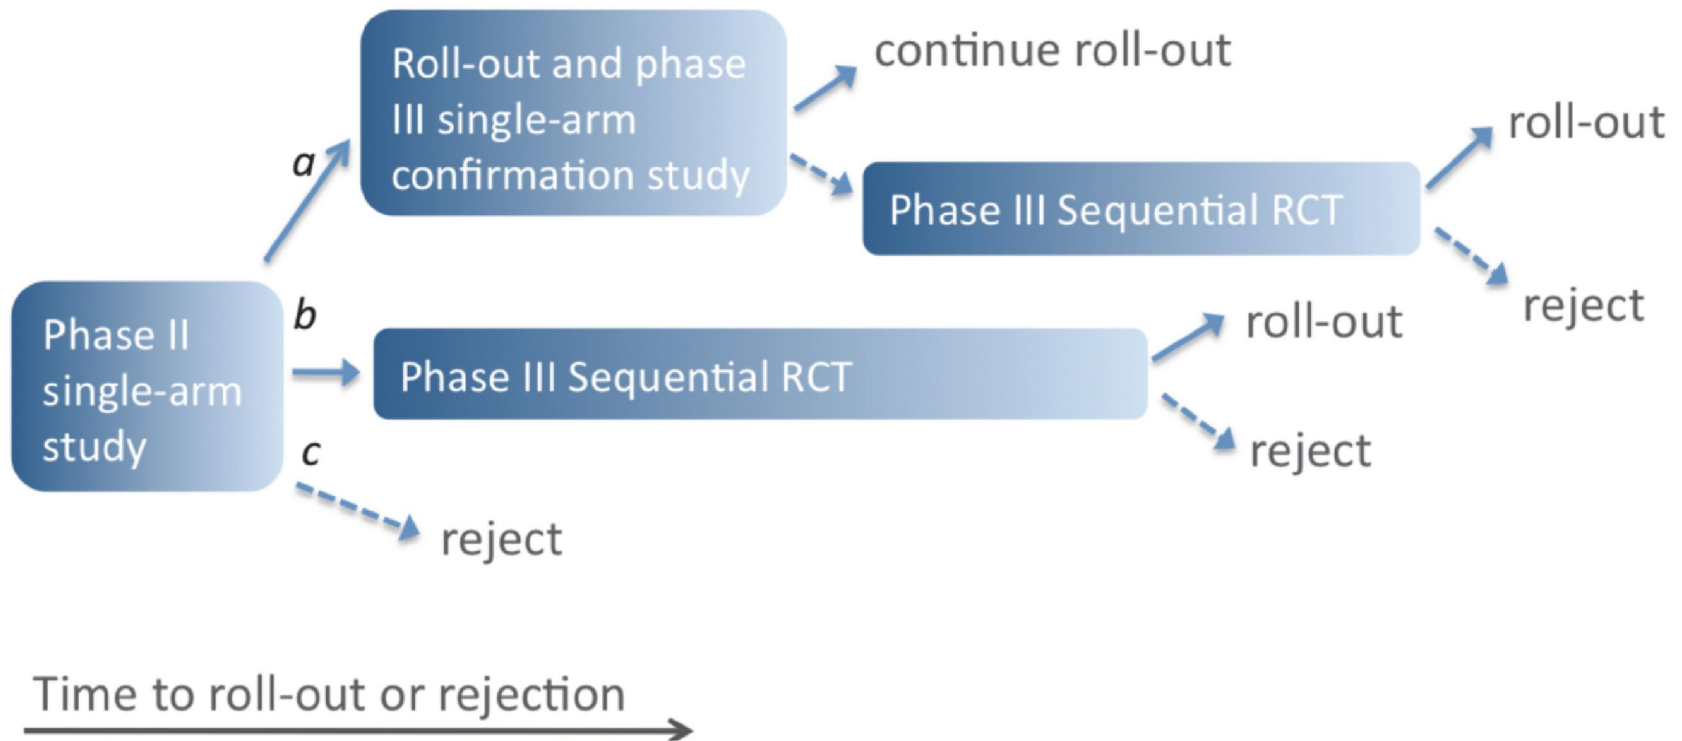 Roll-out and phase
III single-arm
confirmation study
continue roll-out
roll-out
a
Phase III Sequential RCT
reject
b
roll-out
Phase II
single-arm
study
Phase III Sequential RCT
reject
c
reject
Time to roll-out or rejection